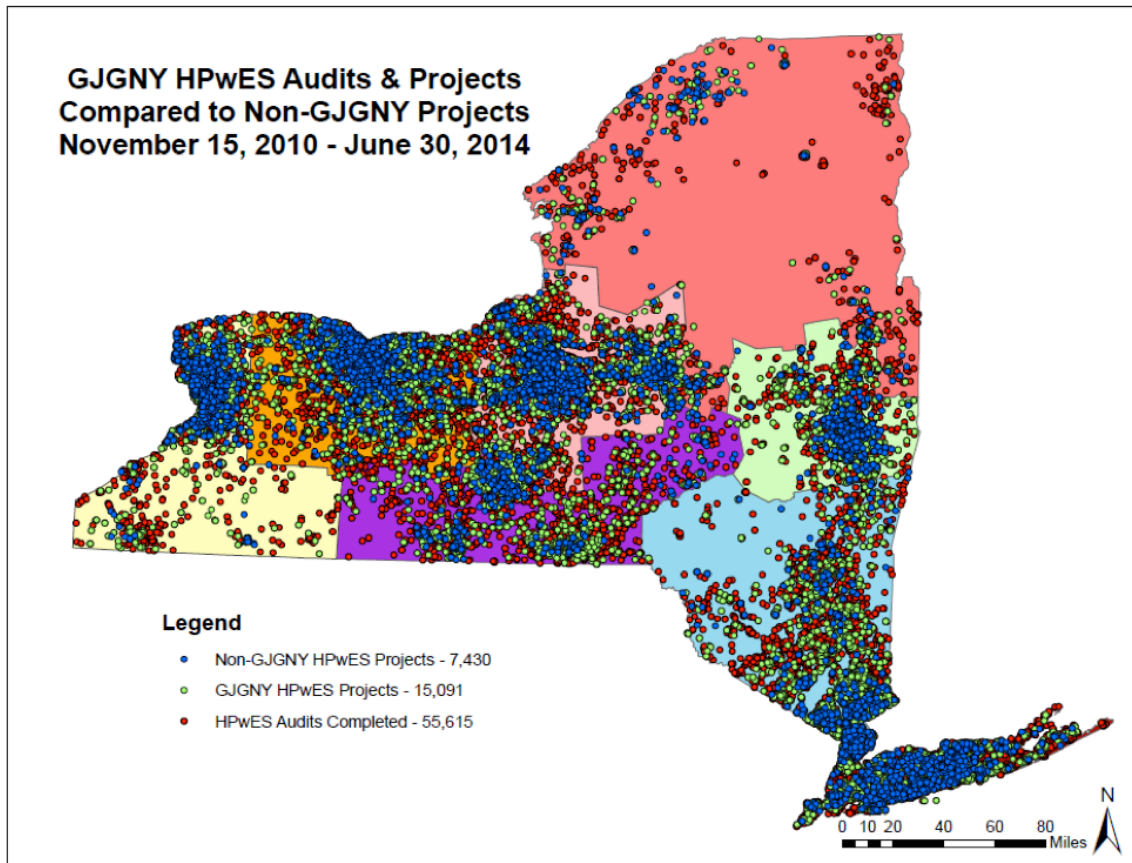 GJGNY HPwES Audits & Projects
Compared to Non-GJGNY Projects
November 15, 2010 - June 30, 2014
Legend
Non-GJGNY HPwES Projects - 7,430
GJGNY HPwES Projects - 15,091
HPwES Audits Completed - 55,615
N
0 5 10 20 40 60 80
Miles